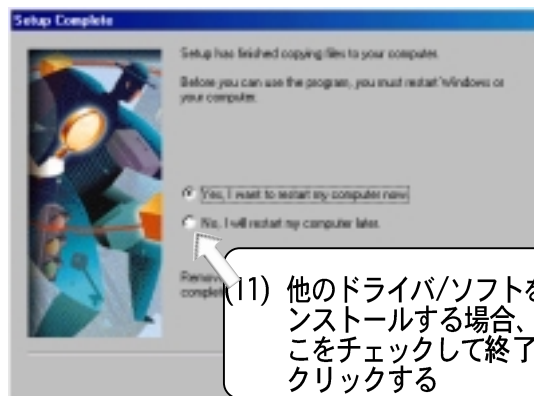 Setup Complete
Setup has finished copying files to your computer.
Before you can use the program, you must restart Windows or
your computer.
Yes, I want to restart my computer now.
No, I will restart my computer later.
Remove
complet
(11) 他のドライバ/ソフトを
ンストールする場合、
こをチェックして終了
クリックする